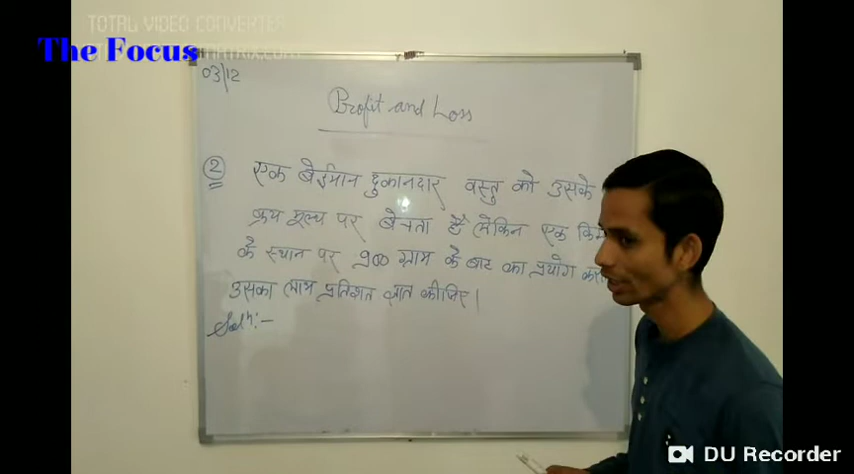 TOTAL VIDEO CONVERTER
The Focus
03/12
Profit and Loss
② एक बेईमान दुकानदार वस्तु को उसके
क्रय मूल्य पर बेचता है लेकिन एक
के स्थान पर 900 ग्राम के बाट का प्रयोग
उसका लाभ प्रतिशत ज्ञात कीजिए।
Solⁿ:-
DU Recorder